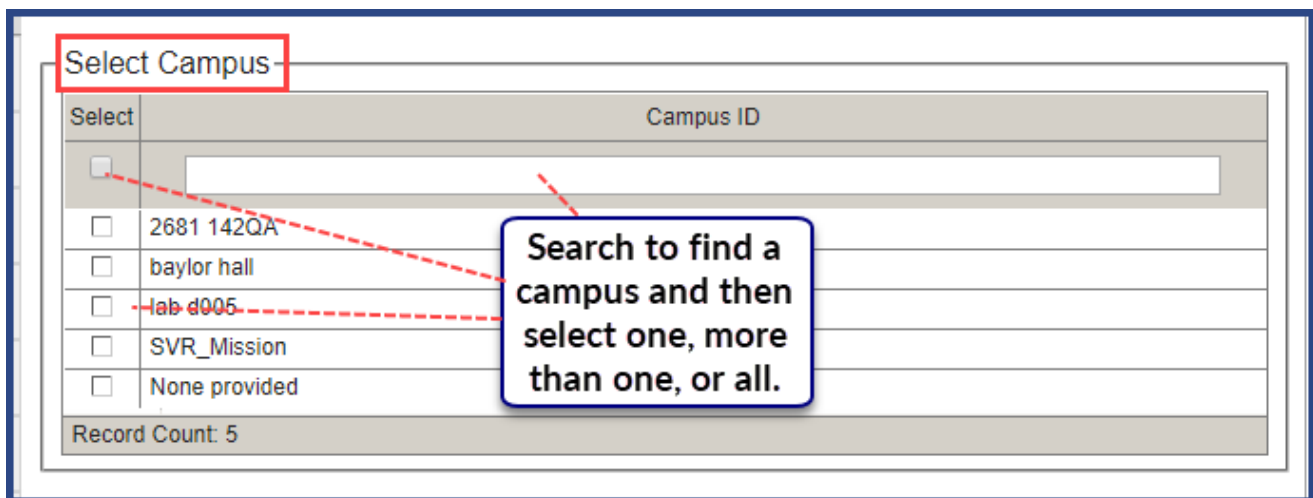 Select Campus
Select Campus ID
2681 142QA
baylor hall
lab d005
SVR_Mission
None provided
Record Count: 5
Search to find a
campus and then
select one, more
than one, or all.